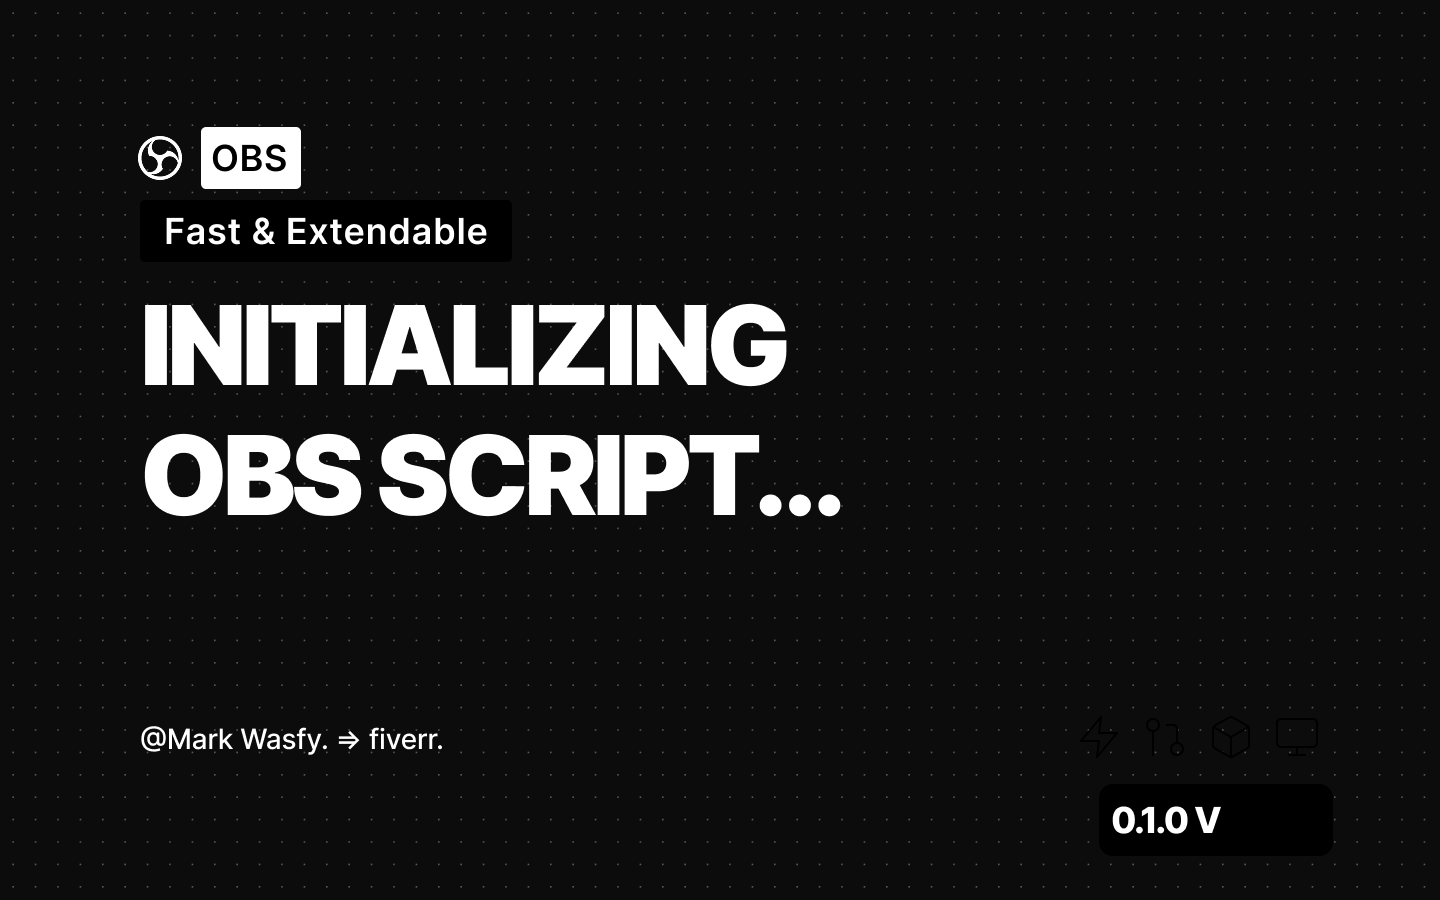 OBS
Fast & Extendable
INITIALIZING
OBS SCRIPT...
@Mark Wasfy. ⇒ fiverr.
0.1.0 V